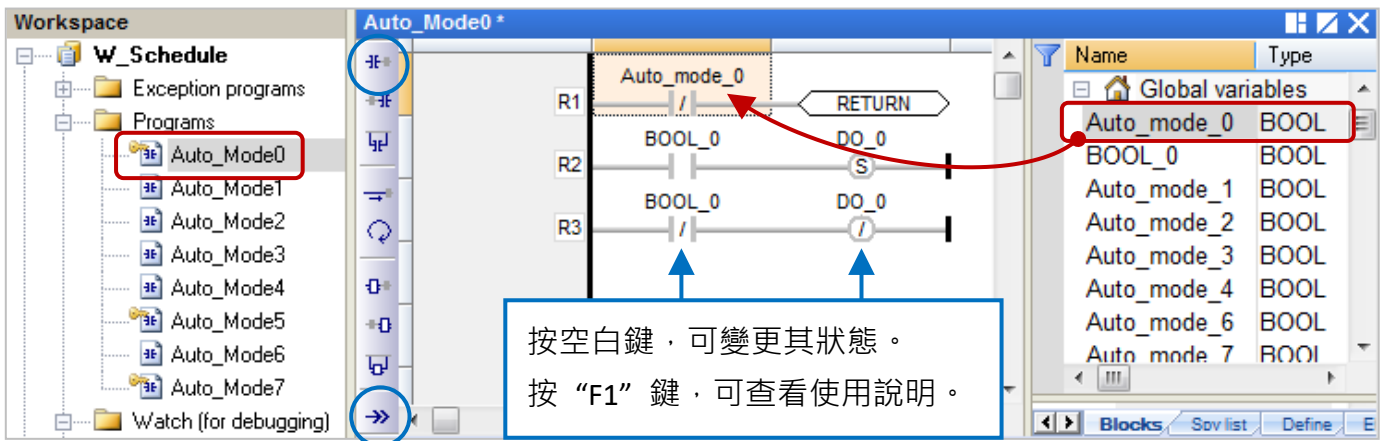 Workspace
W_Schedule
Exception programs
Programs
Auto_Mode0
Auto_Mode1
Auto_Mode2
Auto_Mode3
Auto_Mode4
Auto_Mode5
Auto_Mode6
Auto_Mode7
Watch (for debugging)
Auto_Mode0 *
Auto_mode_0
R1 / RETURN
BOOL_0 DO_0
R2 S
BOOL_0 DO_0
R3 / /
按空白鍵，可變更其狀態。
按 “F1” 鍵，可查看使用說明。
Name Type
Global variables
Auto_mode_0 BOOL
BOOL_0 BOOL
Auto_mode_1 BOOL
Auto_mode_2 BOOL
Auto_mode_3 BOOL
Auto_mode_4 BOOL
Auto_mode_6 BOOL
Auto_mode_7 BOOL
Blocks Spy list Define E